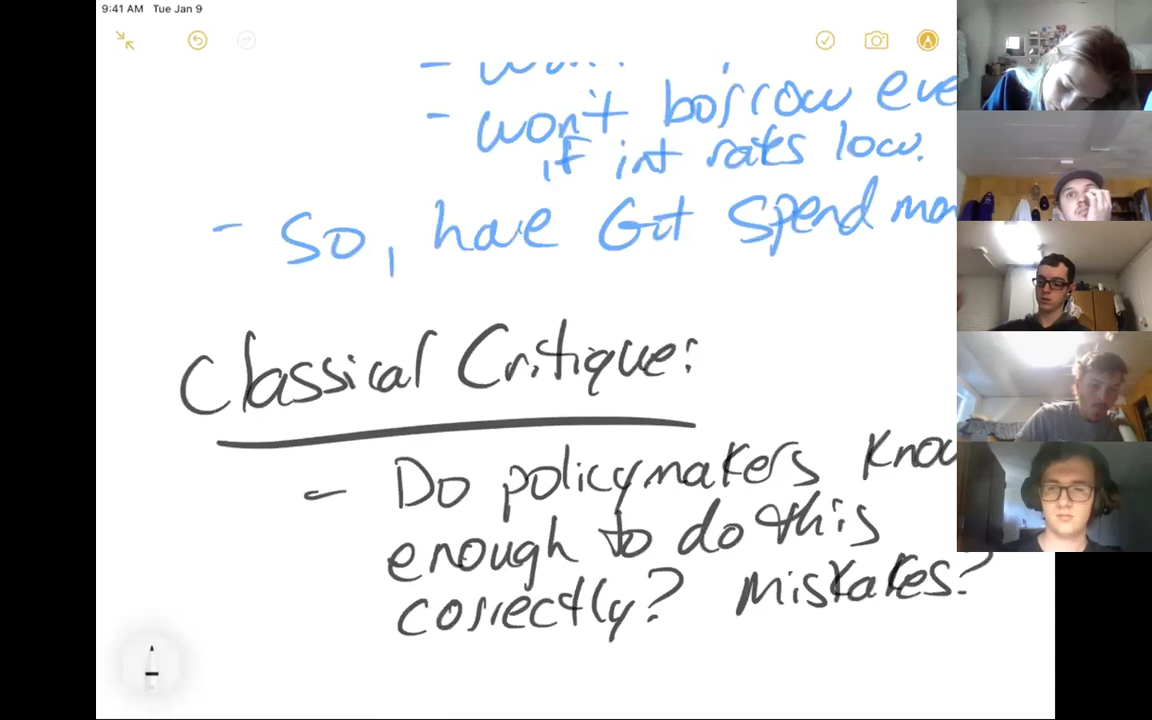 9:41 AM Tue Jan 9
- won't
- won't borrow eve
if int rates low.
- So, have Gvt spend mo
Classical Critique:
- Do policymakers know
enough to do this
correctly? Mistakes?